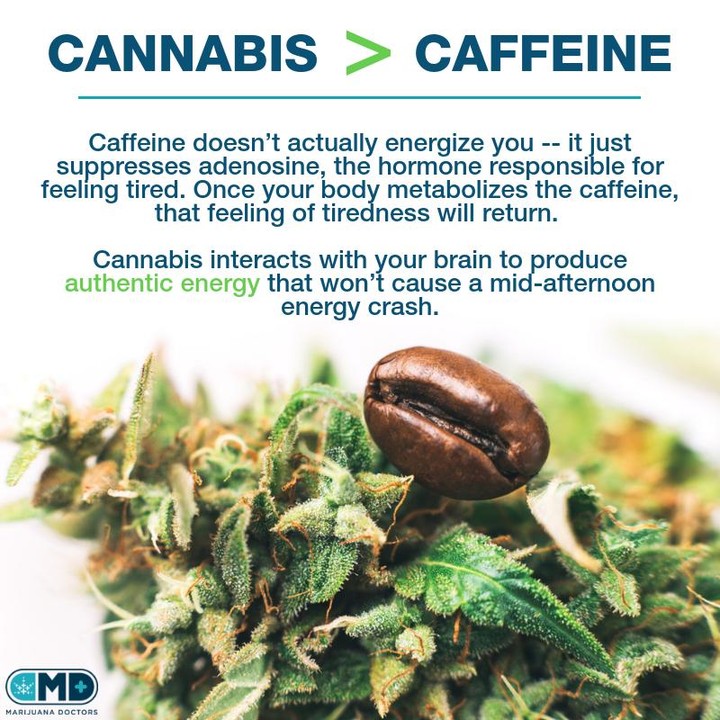 CANNABIS > CAFFEINE
Caffeine doesn’t actually energize you -- it just
suppresses adenosine, the hormone responsible for
feeling tired. Once your body metabolizes the caffeine,
that feeling of tiredness will return.
Cannabis interacts with your brain to produce
authentic energy that won’t cause a mid-afternoon
energy crash.
MD
MARIJUANA DOCTORS